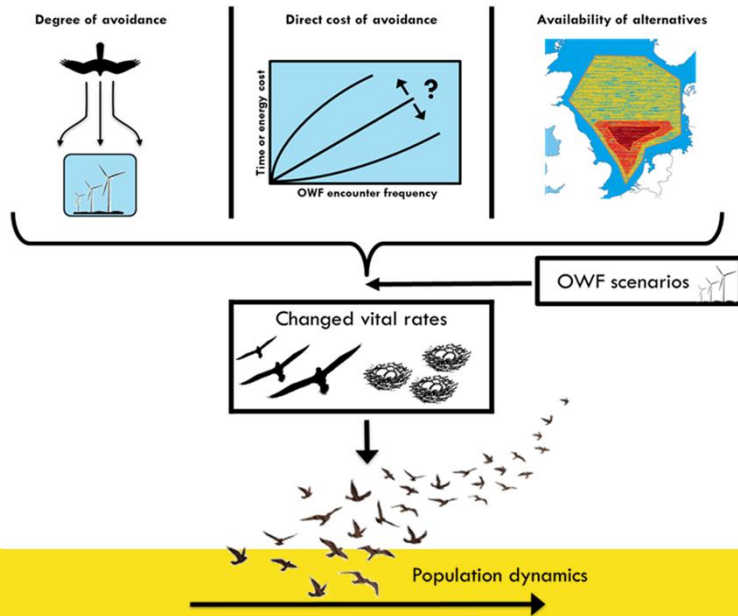 Degree of avoidance
Direct cost of avoidance
Availability of alternatives
Time or energy cost
?
OWF encounter frequency
OWF scenarios
Changed vital rates
Population dynamics